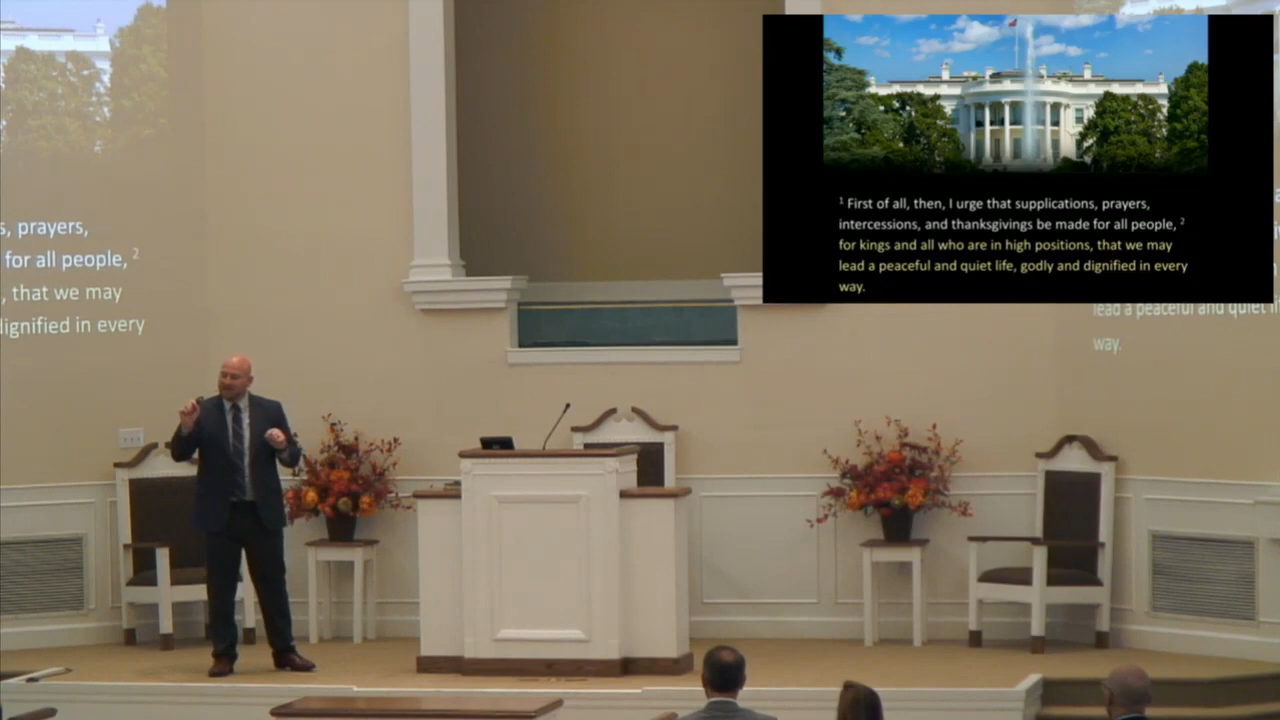 s, prayers,
for all people, 2
, that we may
dignified in every
1 First of all, then, I urge that supplications, prayers,
intercessions, and thanksgivings be made for all people, 2
for kings and all who are in high positions, that we may
lead a peaceful and quiet life, godly and dignified in every
way.
lead a peaceful and quiet
way.